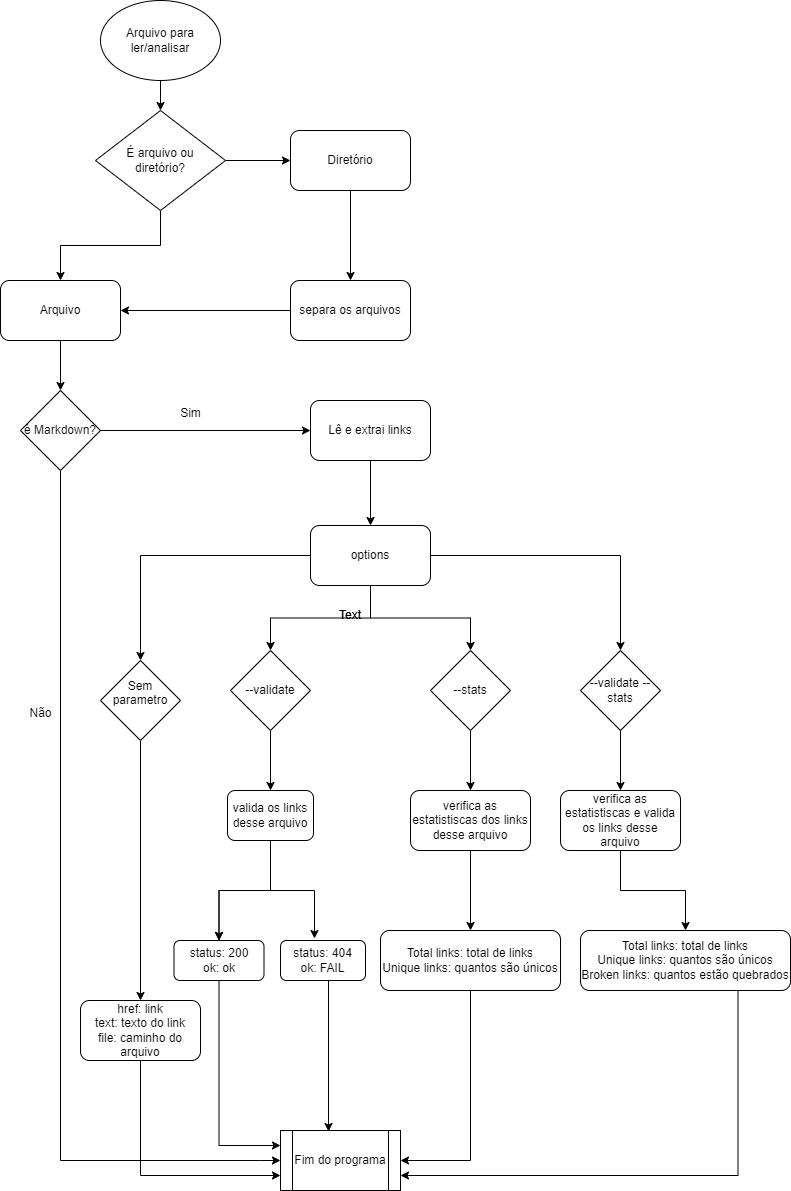 Arquivo para
ler/analisar
É arquivo ou
diretório?
Diretório
Arquivo
separa os arquivos
e Markdown?
Sim
Lê e extrai links
options
Text
Sem
parametro
--validate
--stats
--validate --
stats
Não
valida os links
desse arquivo
verifica as
estatistiscas dos links
desse arquivo
verifica as
estatistiscas e valida
os links desse
arquivo
status: 200
ok: ok
status: 404
ok: FAIL
Total links: total de links
Unique links: quantos são únicos
Total links: total de links
Unique links: quantos são únicos
Broken links: quantos estão quebrados
href: link
text: texto do link
file: caminho do
arquivo
Fim do programa